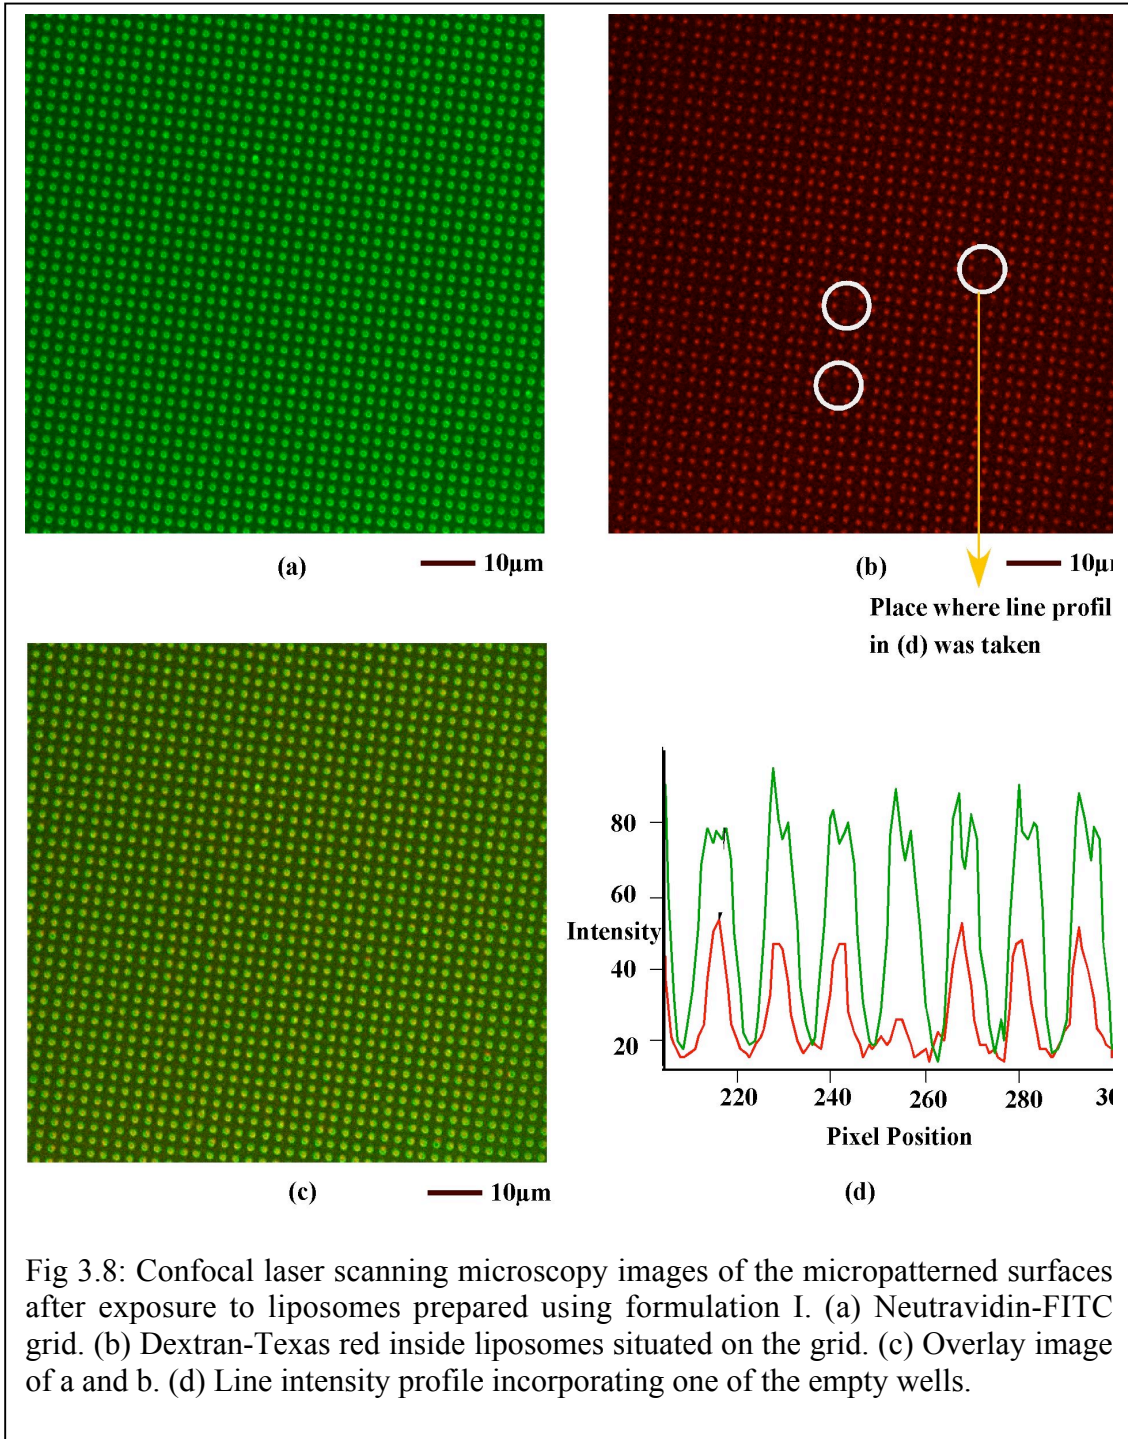 (a)
10µm
(b)
Place where line
in (d) was taken
(c)
10µm
80
60
Intensity
40
20
220
240
260
280
Pixel Position
(d)
Fig 3.8: Confocal laser scanning microscopy images of the micropatterned surfaces
after exposure to liposomes prepared using formulation I. (a) Neutravidin-FITC
grid. (b) Dextran-Texas red inside liposomes situated on the grid. (c) Overlay image
of a and b. (d) Line intensity profile incorporating one of the empty wells.